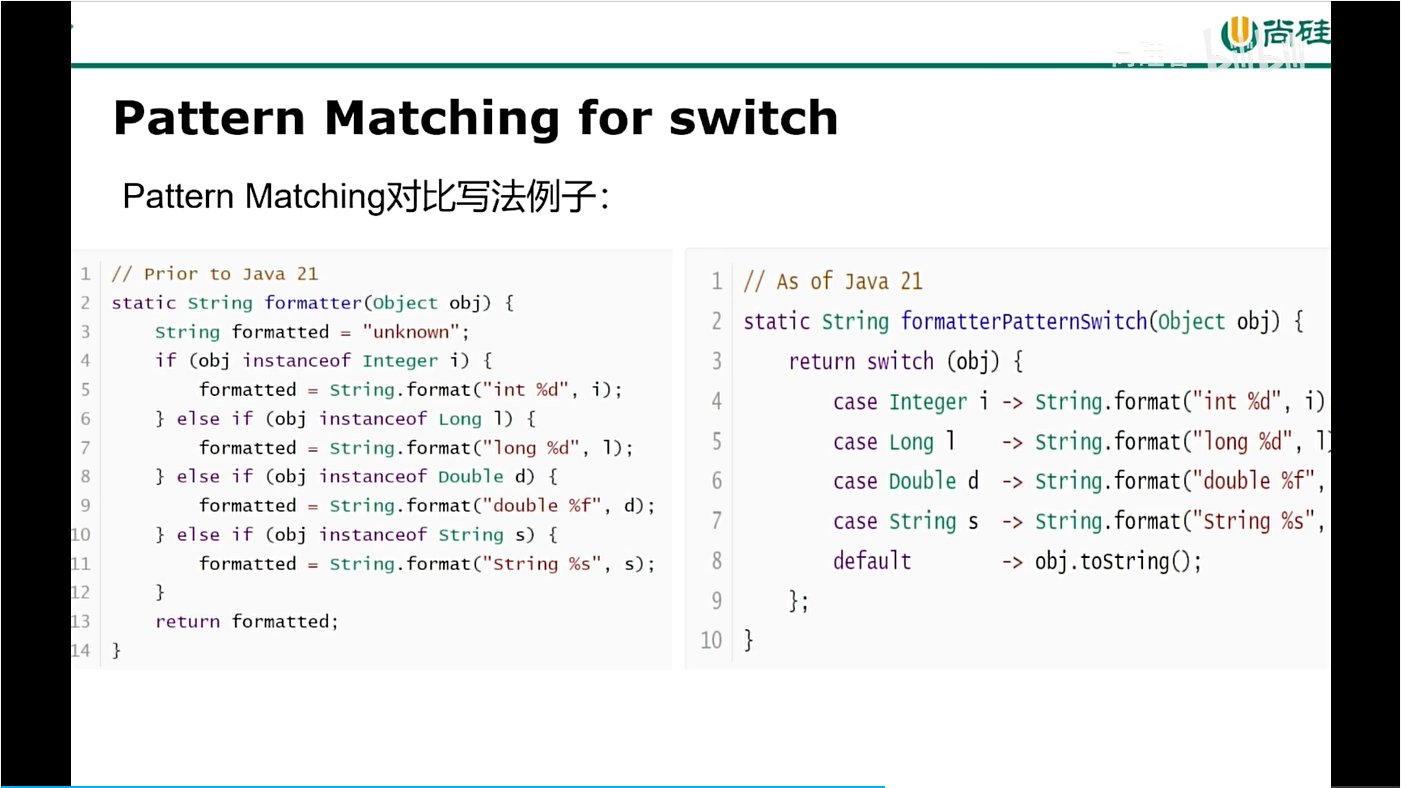 尚硅
bilibili
Pattern Matching for switch
Pattern Matching对比写法例子：
1 // Prior to Java 21
2 static String formatter(Object obj) {
3 String formatted = "unknown";
4 if (obj instanceof Integer i) {
5 formatted = String.format("int %d", i);
6 } else if (obj instanceof Long l) {
7 formatted = String.format("long %d", l);
8 } else if (obj instanceof Double d) {
9 formatted = String.format("double %f", d);
10 } else if (obj instanceof String s) {
11 formatted = String.format("String %s", s);
12 }
13 return formatted;
14 }
1 // As of Java 21
2 static String formatterPatternSwitch(Object obj) {
3 return switch (obj) {
4 case Integer i -> String.format("int %d", i)
5 case Long l -> String.format("long %d", l)
6 case Double d -> String.format("double %f",
7 case String s -> String.format("String %s",
8 default -> obj.toString();
9 };
10 }